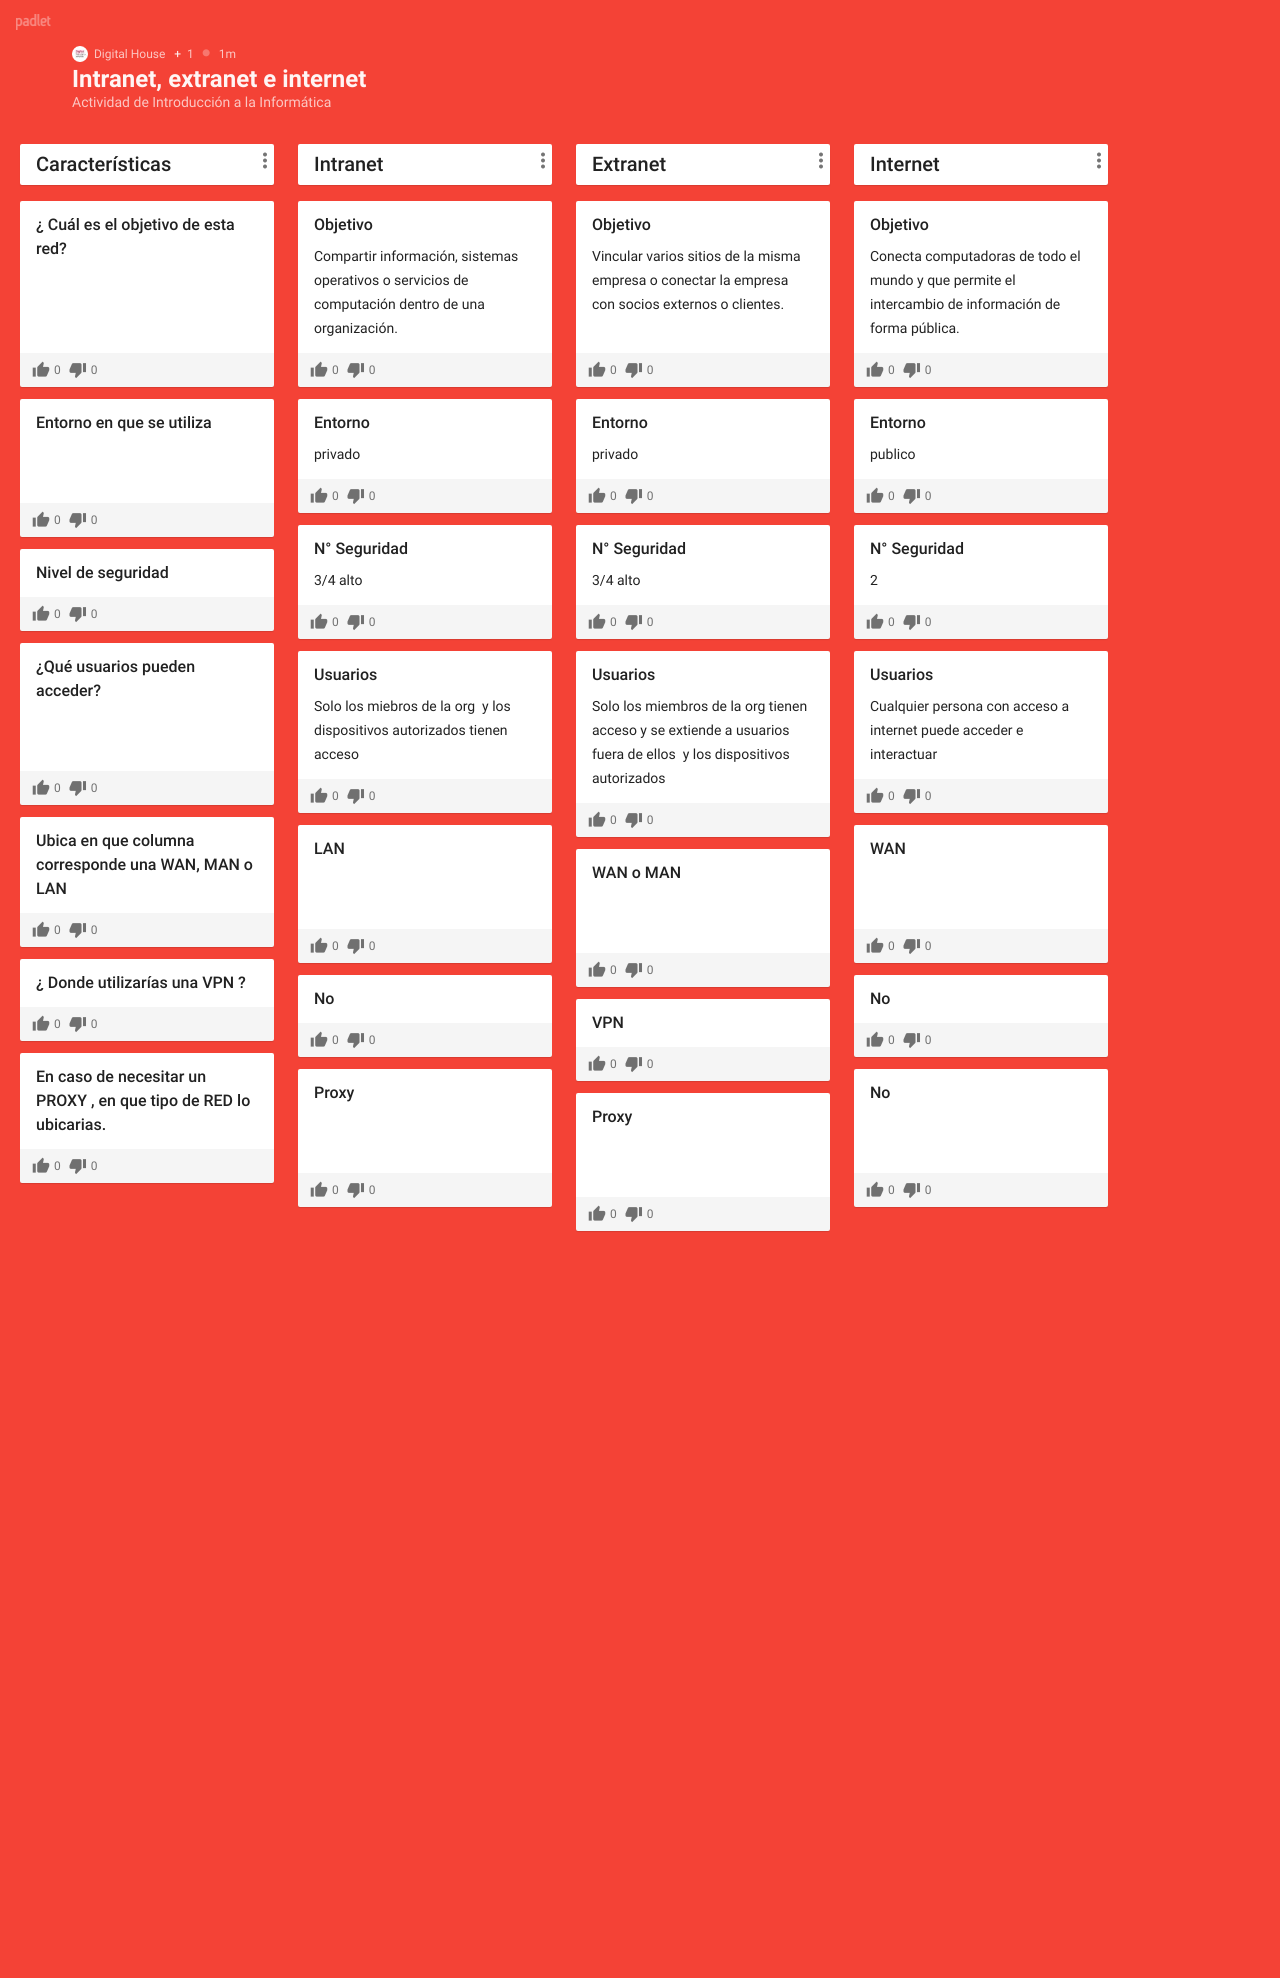 padlet
Digital House + 1 • 1m
Intranet, extranet e internet
Actividad de Introducción a la Informática
Características
¿ Cuál es el objetivo de esta
red?
0 0
Entorno en que se utiliza
0 0
Nivel de seguridad
0 0
¿Qué usuarios pueden
acceder?
0 0
Ubica en que columna
corresponde una WAN, MAN o
LAN
0 0
¿ Donde utilizarías una VPN ?
0 0
En caso de necesitar un
PROXY , en que tipo de RED lo
ubicarias.
0 0
Intranet
Objetivo
Compartir información, sistemas
operativos o servicios de
computación dentro de una
organización.
0 0
Entorno
privado
0 0
N° Seguridad
3/4 alto
0 0
Usuarios
Solo los miebros de la org  y los
dispositivos autorizados tienen
acceso
0 0
LAN
0 0
No
0 0
Proxy
0 0
Extranet
Objetivo
Vincular varios sitios de la misma
empresa o conectar la empresa
con socios externos o clientes.
0 0
Entorno
privado
0 0
N° Seguridad
3/4 alto
0 0
Usuarios
Solo los miembros de la org tienen
acceso y se extiende a usuarios
fuera de ellos  y los dispositivos
autorizados
0 0
WAN o MAN
0 0
VPN
0 0
Proxy
0 0
Internet
Objetivo
Conecta computadoras de todo el
mundo y que permite el
intercambio de información de
forma pública.
0 0
Entorno
publico
0 0
N° Seguridad
2
0 0
Usuarios
Cualquier persona con acceso a
internet puede acceder e
interactuar
0 0
WAN
0 0
No
0 0
No
0 0